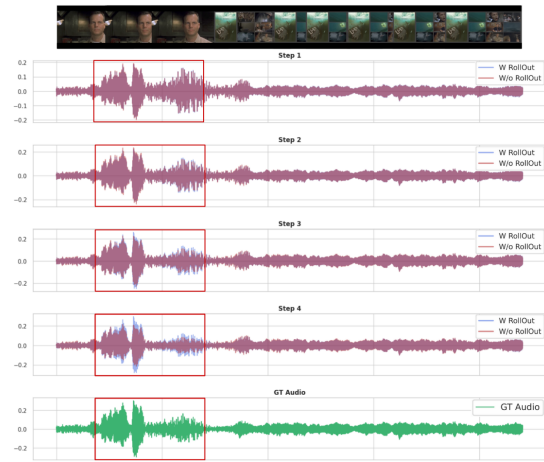 Step 1
0.2
0.1
0.0
−0.1
−0.2
W RollOut
W/o RollOut
Step 2
0.2
0.0
−0.2
W RollOut
W/o RollOut
Step 3
0.2
0.0
−0.2
W RollOut
W/o RollOut
Step 4
0.2
0.0
−0.2
W RollOut
W/o RollOut
GT Audio
0.2
0.0
−0.2
GT Audio